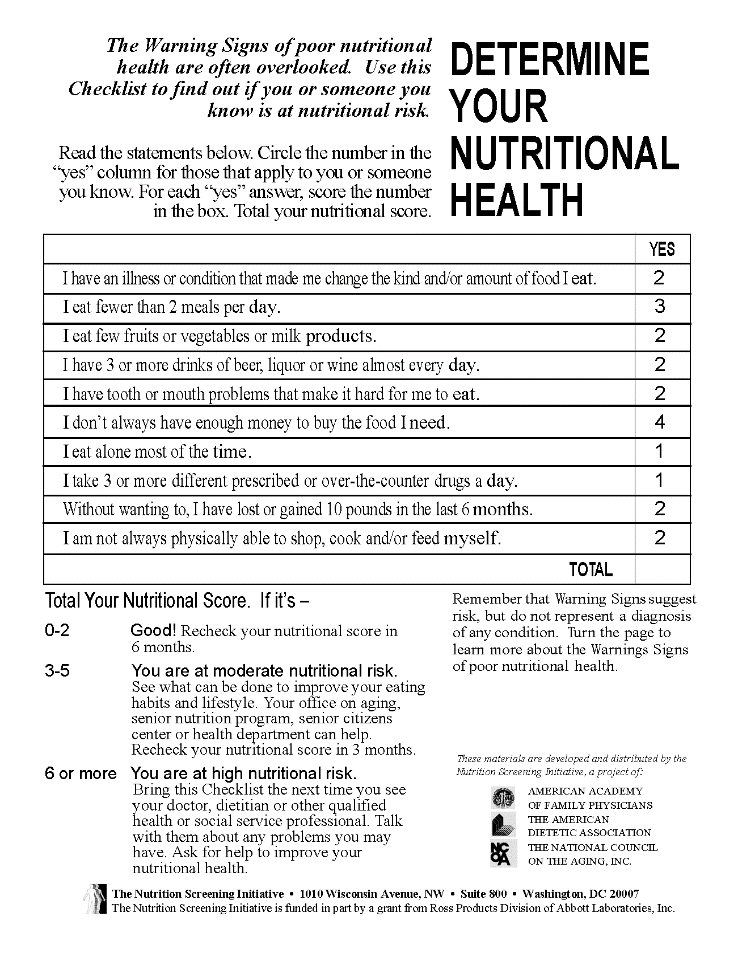 The Warning Signs of poor nutritional
health are often overlooked. Use this
Checklist to find out if you or someone you
know is at nutritional risk.
Read the statements below. Circle the number in the
“yes” column for those that apply to you or someone
you know. For each “yes” answer, score the number
in the box. Total your nutritional score.
DETERMINE
YOUR
NUTRITIONAL
HEALTH
YES
I have an illness or condition that made me change the kind and/or amount of food I eat. 2
I eat fewer than 2 meals per day. 3
I eat few fruits or vegetables or milk products. 2
I have 3 or more drinks of beer, liquor or wine almost every day. 2
I have tooth or mouth problems that make it hard for me to eat. 2
I don’t always have enough money to buy the food I need. 4
I eat alone most of the time. 1
I take 3 or more different prescribed or over-the-counter drugs a day. 1
Without wanting to, I have lost or gained 10 pounds in the last 6 months. 2
I am not always physically able to shop, cook and/or feed myself. 2
TOTAL
Total Your Nutritional Score. If it’s –
0-2 Good! Recheck your nutritional score in
6 months.
3-5 You are at moderate nutritional risk.
See what can be done to improve your eating
habits and lifestyle. Your office on aging,
senior nutrition program, senior citizens
center or health department can help.
Recheck your nutritional score in 3 months.
6 or more You are at high nutritional risk.
Bring this Checklist the next time you see
your doctor, dietitian or other qualified
health or social service professional. Talk
with them about any problems you may
have. Ask for help to improve your
nutritional health.
Remember that Warning Signs suggest
risk, but do not represent a diagnosis
of any condition. Turn the page to
learn more about the Warnings Signs
of poor nutritional health.
These materials are developed and distributed by the
Nutrition Screening Initiative, a project of:
AMERICAN ACADEMY
OF FAMILY PHYSICIANS
THE AMERICAN
DIETETIC ASSOCIATION
NCOA
THE NATIONAL COUNCIL
ON THE AGING, INC.
The Nutrition Screening Initiative • 1010 Wisconsin Avenue, NW • Suite 800 • Washington, DC 20007
The Nutrition Screening Initiative is funded in part by a grant from Ross Products Division of Abbott Laboratories, Inc.